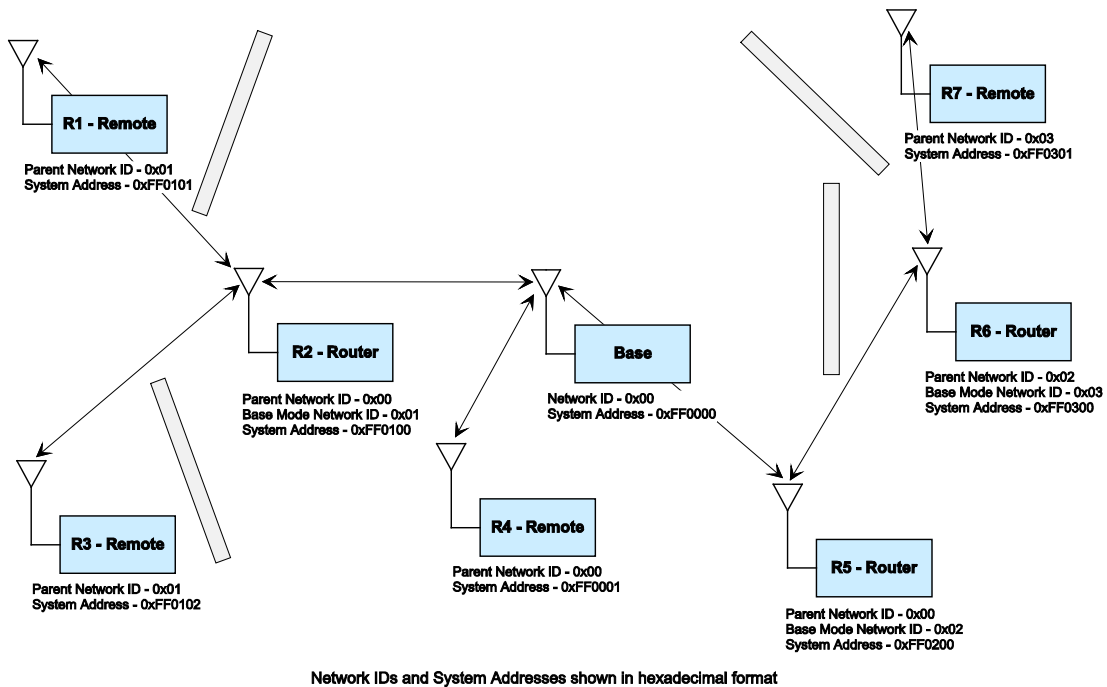 R1 - Remote
Parent Network ID - 0x01
System Address - 0xFF0101
R7 - Remote
Parent Network ID - 0x03
System Address - 0xFF0301
R2 - Router
Parent Network ID - 0x00
Base Mode Network ID - 0x01
System Address - 0xFF0100
Base
Network ID - 0x00
System Address - 0xFF0000
R6 - Router
Parent Network ID - 0x02
Base Mode Network ID - 0x03
System Address - 0xFF0300
R3 - Remote
Parent Network ID - 0x01
System Address - 0xFF0102
R4 - Remote
Parent Network ID - 0x00
System Address - 0xFF0001
R5 - Router
Parent Network ID - 0x00
Base Mode Network ID - 0x02
System Address - 0xFF0200
Network IDs and System Addresses shown in hexadecimal format